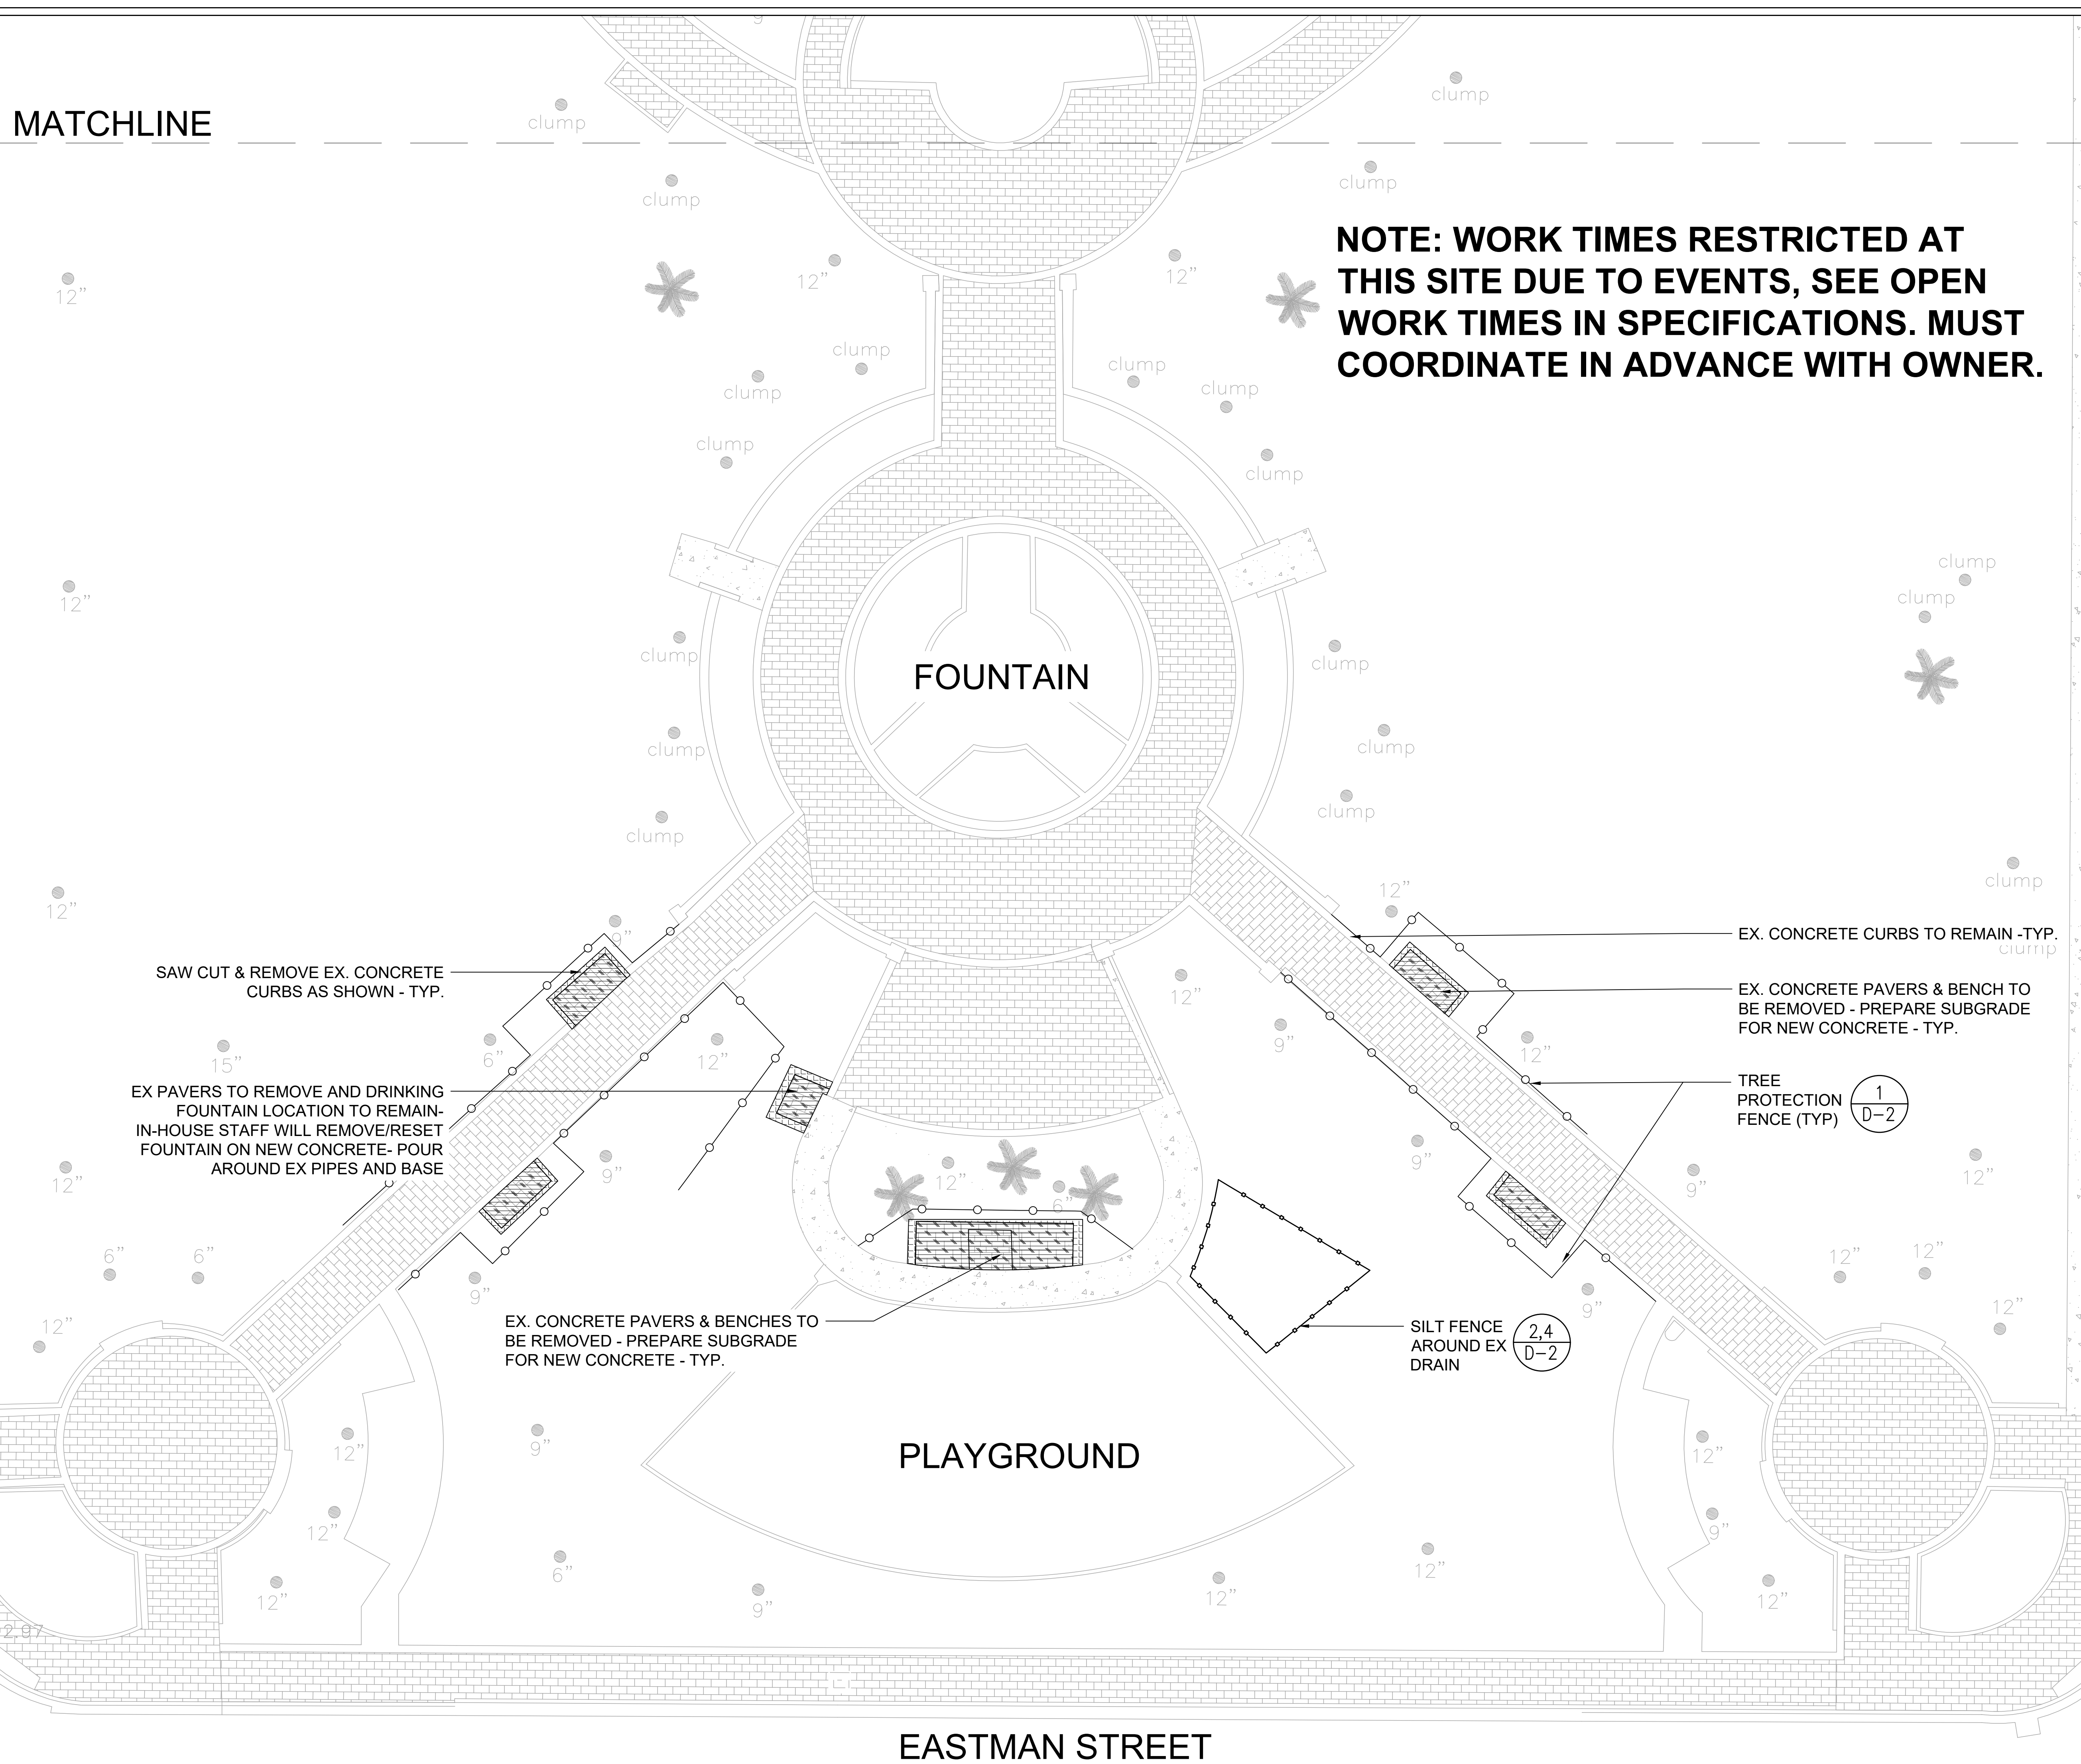 9"
clump
clump
MATCHLINE
clump
clump
NOTE: WORK TIMES RESTRICTED AT
THIS SITE DUE TO EVENTS, SEE OPEN
WORK TIMES IN SPECIFICATIONS. MUST
COORDINATE IN ADVANCE WITH OWNER.
12"
12"
12"
clump
clump
clump
clump
clump
clump
clump
clump
12"
clump
clump
clump
FOUNTAIN
clump
clump
clump
clump
clump
12"
12"
9"
EX. CONCRETE CURBS TO REMAIN -TYP.
clump
SAW CUT & REMOVE EX. CONCRETE
CURBS AS SHOWN - TYP.
12"
EX. CONCRETE PAVERS & BENCH TO
BE REMOVED - PREPARE SUBGRADE
FOR NEW CONCRETE - TYP.
15"
6"
12"
9"
12"
EX PAVERS TO REMOVE AND DRINKING
FOUNTAIN LOCATION TO REMAIN-
IN-HOUSE STAFF WILL REMOVE/RESET
FOUNTAIN ON NEW CONCRETE- POUR
AROUND EX PIPES AND BASE
TREE
PROTECTION
FENCE (TYP)
1
D-2
12"
9"
12"
6"
9"
9"
12"
6"
6"
9"
9"
12"
12"
12"
12"
EX. CONCRETE PAVERS & BENCHES TO
BE REMOVED - PREPARE SUBGRADE
FOR NEW CONCRETE - TYP.
SILT FENCE
AROUND EX
DRAIN
2,4
D-2
12"
9"
PLAYGROUND
12"
12"
9"
12"
6"
9"
12"
12"
12"
2.97
EASTMAN STREET